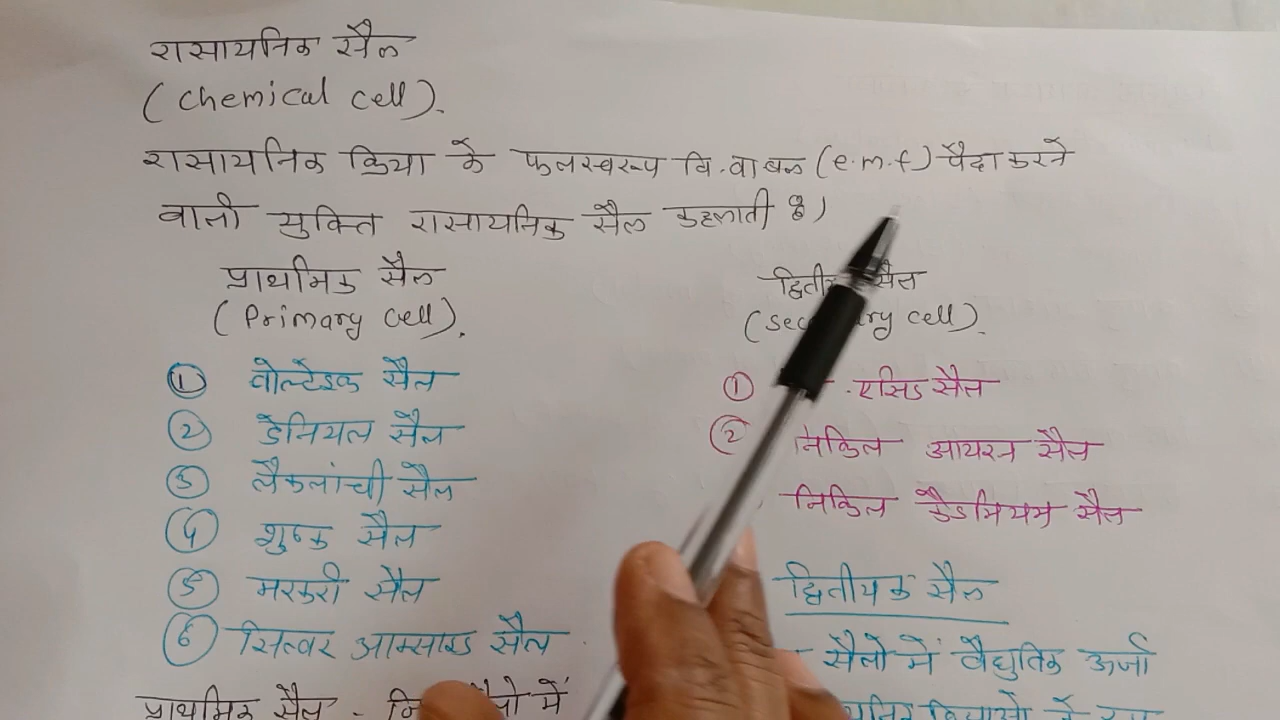 रासायनिक सैल
(Chemical cell).
रासायनिक क्रिया के फलस्वरूप वि.वा बल (e.m.f) पैदा करने
वाली युक्ति रासायनिक सैल कहलाती है।
प्राथमिक सैल
(Primary cell).
① वोल्टेइक सैल
② डेनियल सैल
③ लैकलांची सैल
④ शुष्क सैल
⑤ मरकरी सैल
⑥ सिल्वर आक्साइड सैल
प्राथमिक सैल - में
सैल
cell).
① एसिड सैल
② निकिल आयरन सैल
निकिल कैडमियम सैल
द्वितीयक सैल
सैलो में वैद्युतिक ऊर्जा